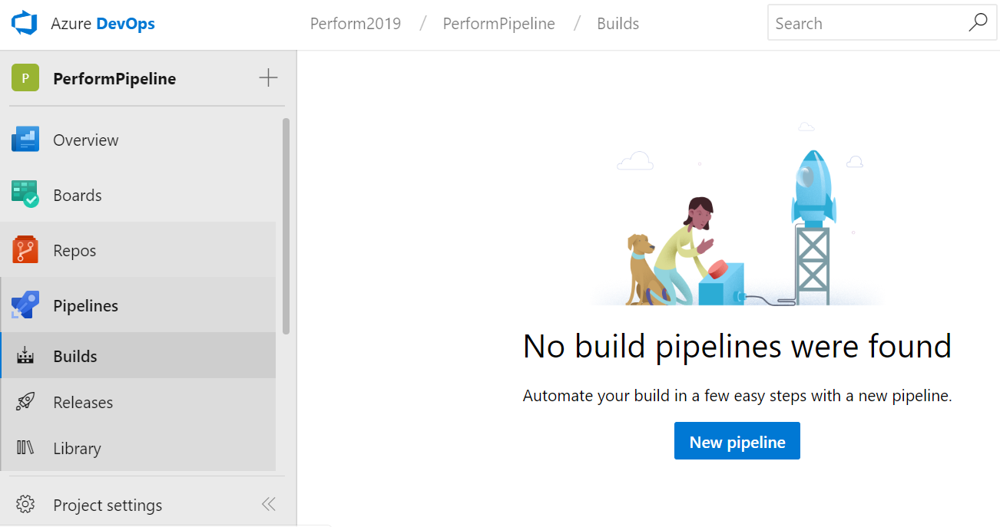 Azure DevOps
Perform2019 / PerformPipeline / Builds
Search
P PerformPipeline
Overview
Boards
Repos
Pipelines
Builds
Releases
Library
Project settings
No build pipelines were found
Automate your build in a few easy steps with a new pipeline.
New pipeline